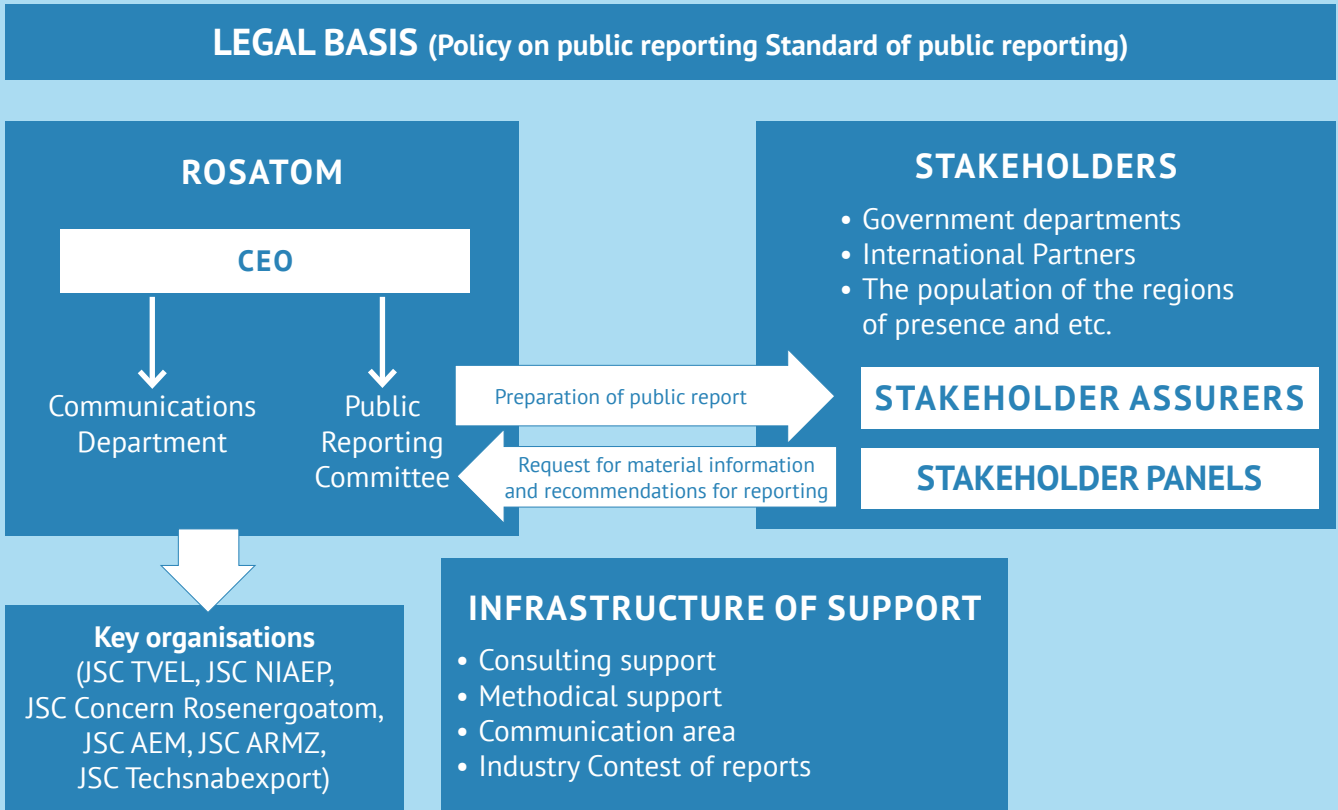 LEGAL BASIS (Policy on public reporting Standard of public reporting)
ROSATOM
CEO
Communications
Department
Public
Reporting
Committee
Preparation of public report
Request for material information
and recommendations for reporting
STAKEHOLDERS
• Government departments
• International Partners
• The population of the regions
of presence and etc.
STAKEHOLDER ASSURERS
STAKEHOLDER PANELS
Key organisations
(JSC TVEL, JSC NIAEP,
JSC Concern Rosenergoatom,
JSC AEM, JSC ARMZ,
JSC Techsnabexport)
INFRASTRUCTURE OF SUPPORT
• Consulting support
• Methodical support
• Communication area
• Industry Contest of reports